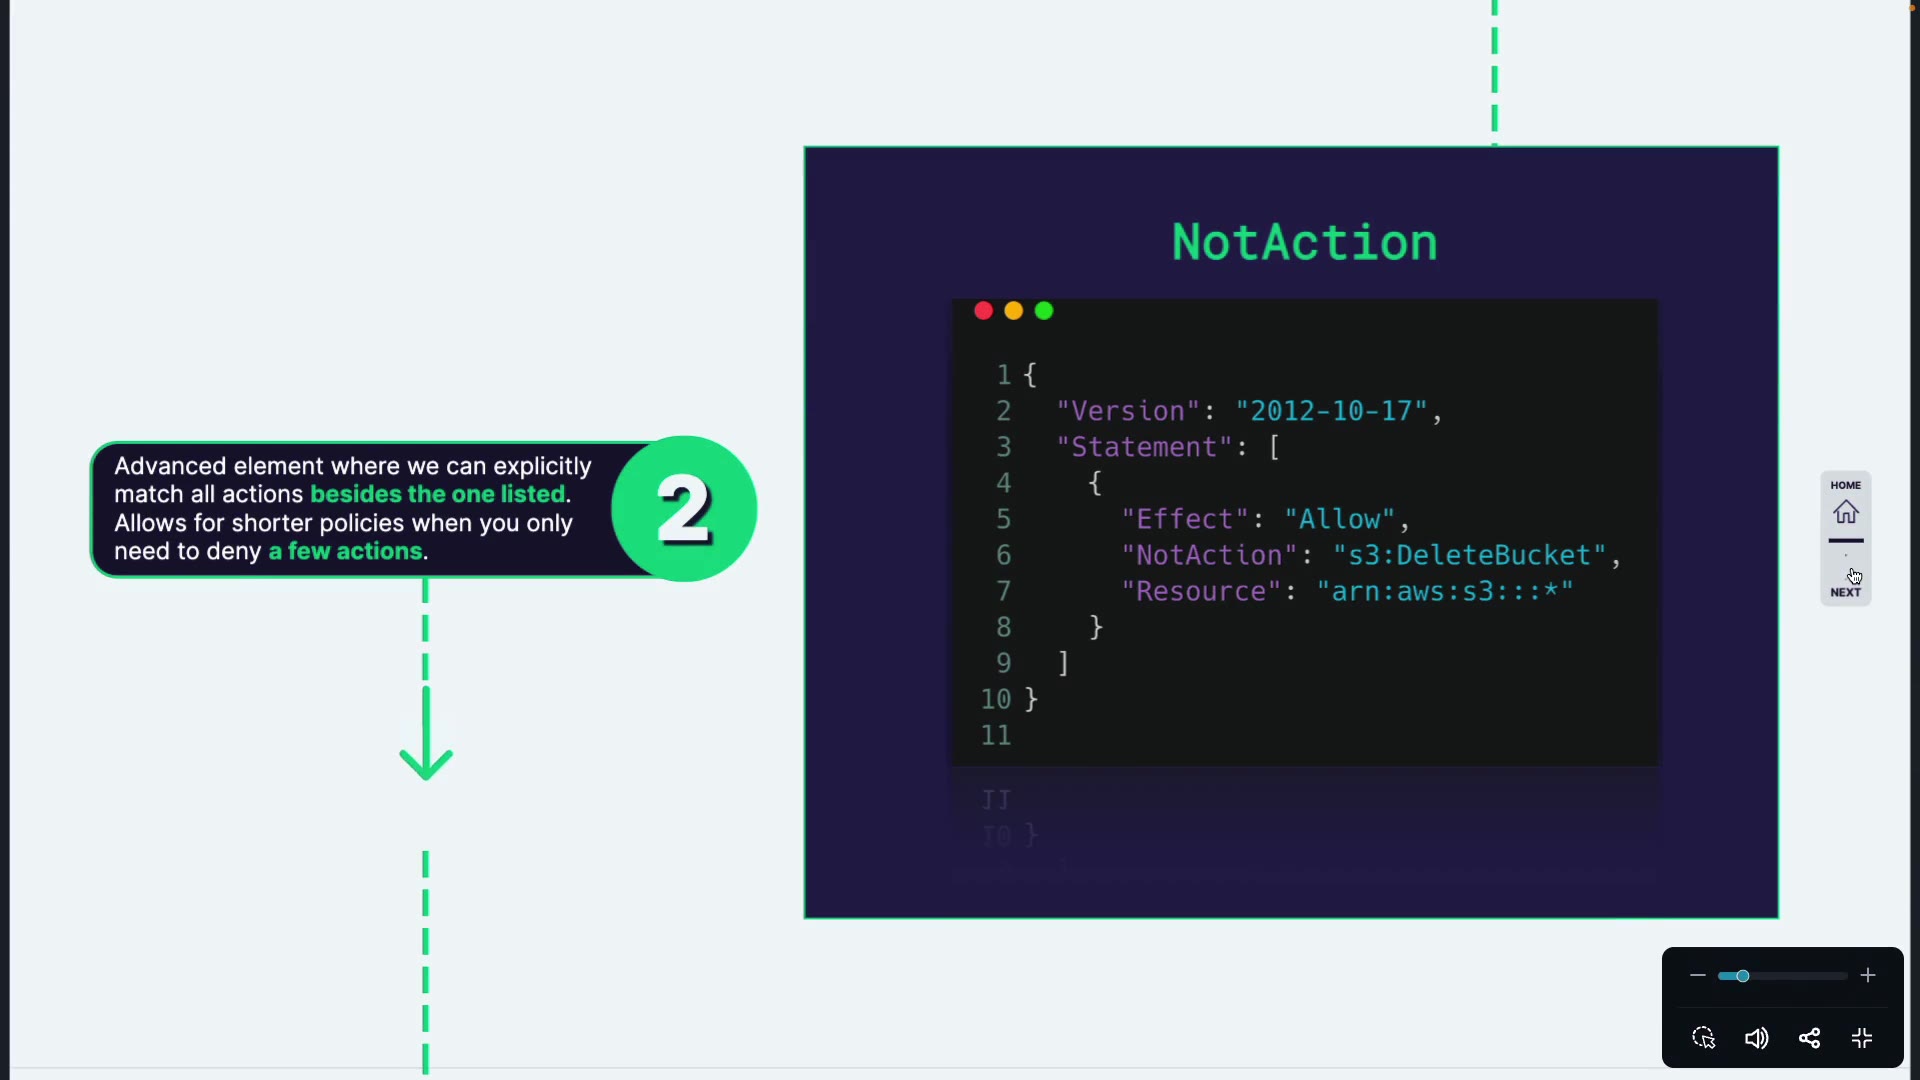 NotAction
1 {
2 "Version": "2012-10-17",
3 "Statement": [
4 {
5 "Effect": "Allow",
6 "NotAction": "s3:DeleteBucket",
7 "Resource": "arn:aws:s3:::*"
8 }
9 ]
10 }
11
Advanced element where we can explicitly
match all actions besides the one listed.
Allows for shorter policies when you only
need to deny a few actions.
2
HOME
NEXT